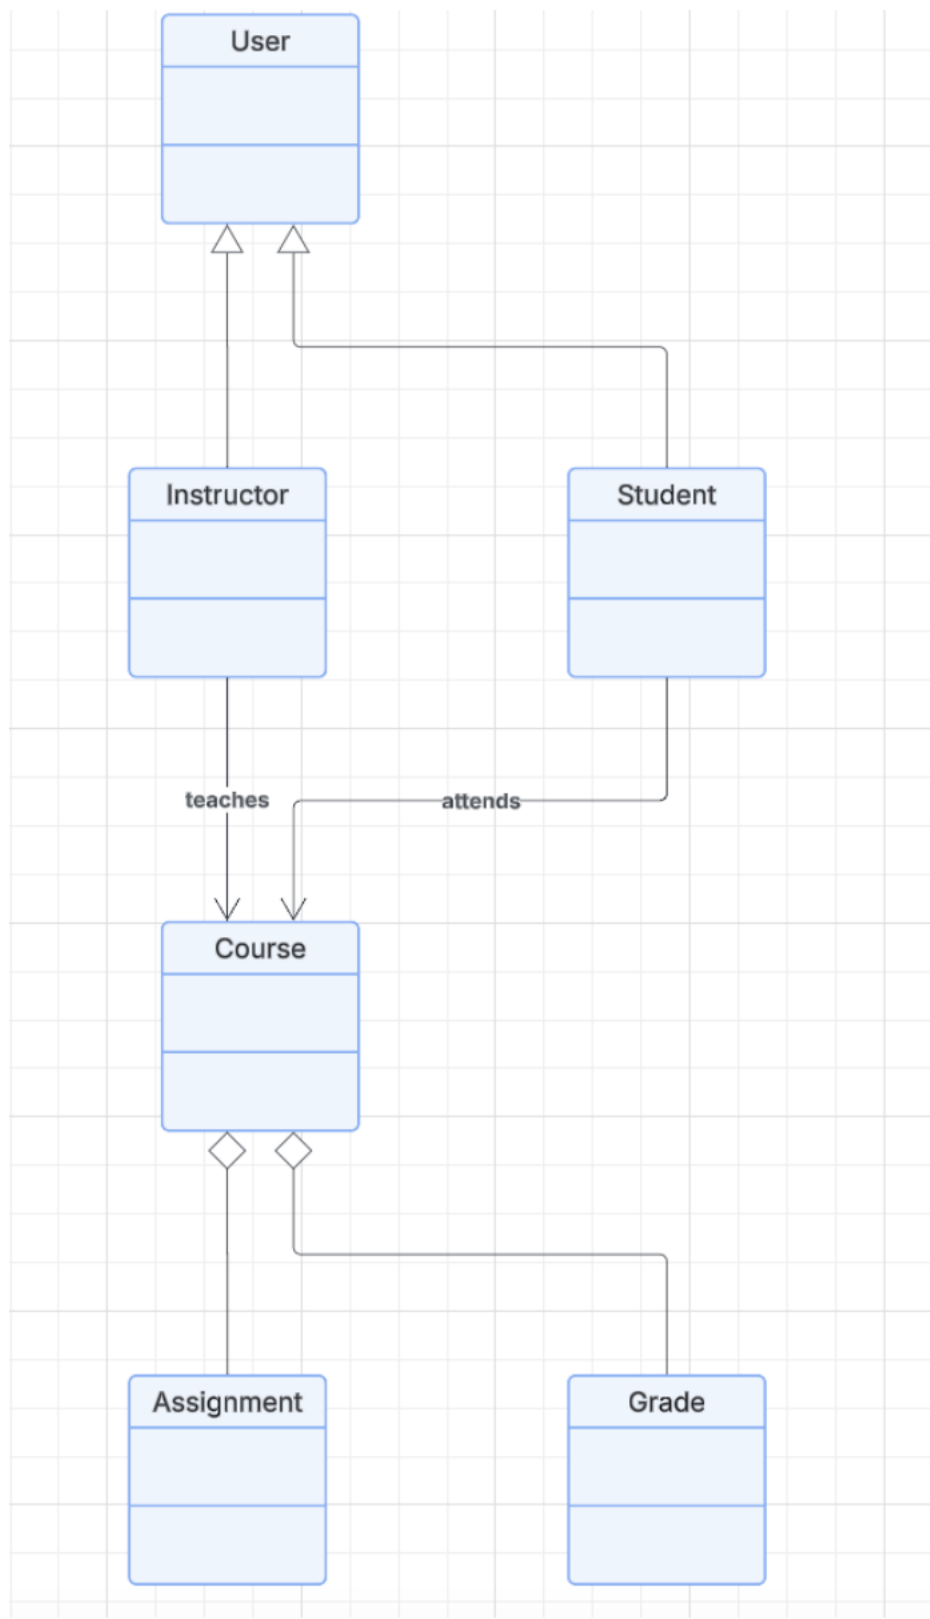 User
Instructor
Student
teaches
attends
Course
Assignment
Grade